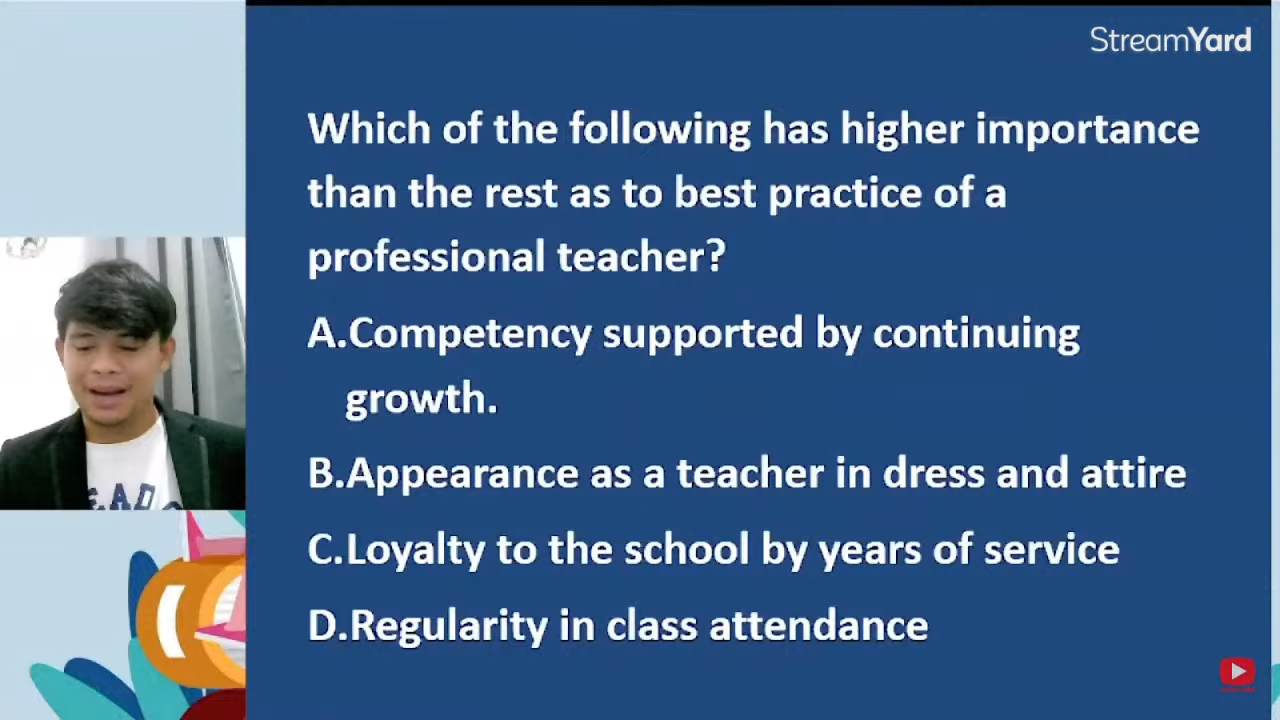 StreamYard
Which of the following has higher importance
than the rest as to best practice of a
professional teacher?
A.Competency supported by continuing
growth.
B.Appearance as a teacher in dress and attire
C.Loyalty to the school by years of service
D.Regularity in class attendance